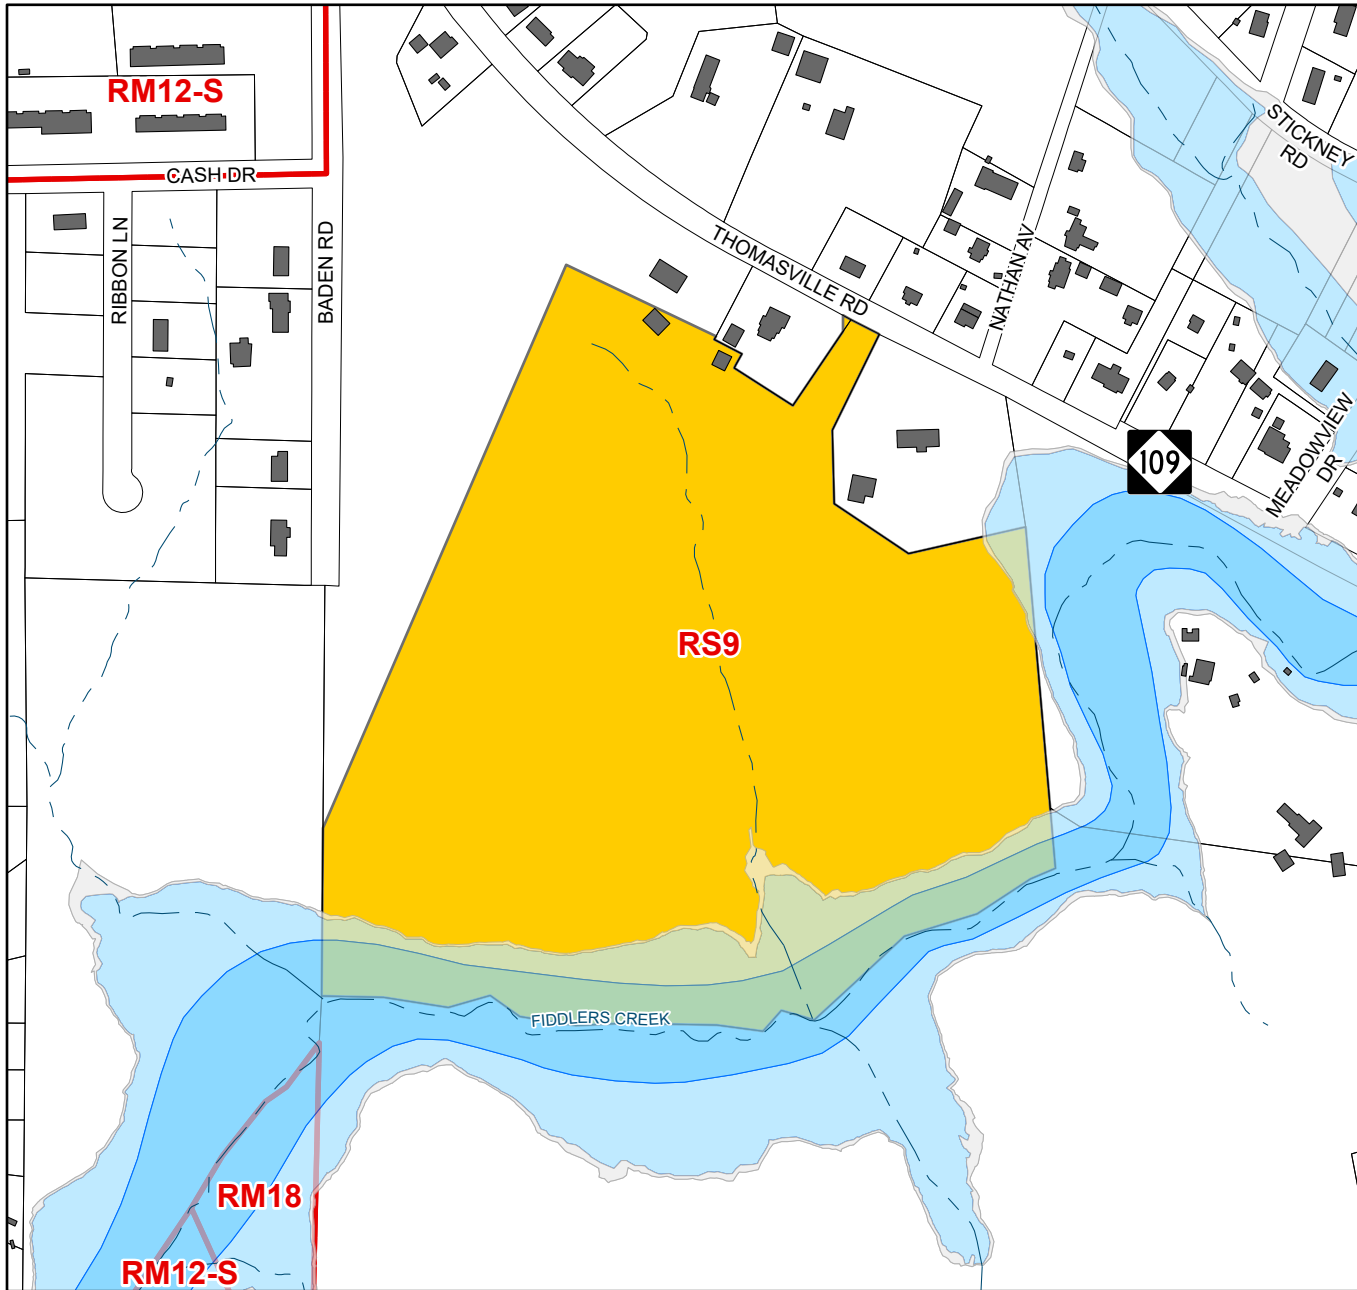 RM12-S
CASH DR
RIBBON LN
BADEN RD
THOMASVILLE RD
NATHAN AV
STICKNEY
RD
MEADOWVIEW
DR
109
RS9
FIDDLERS CREEK
RM18
RM12-S